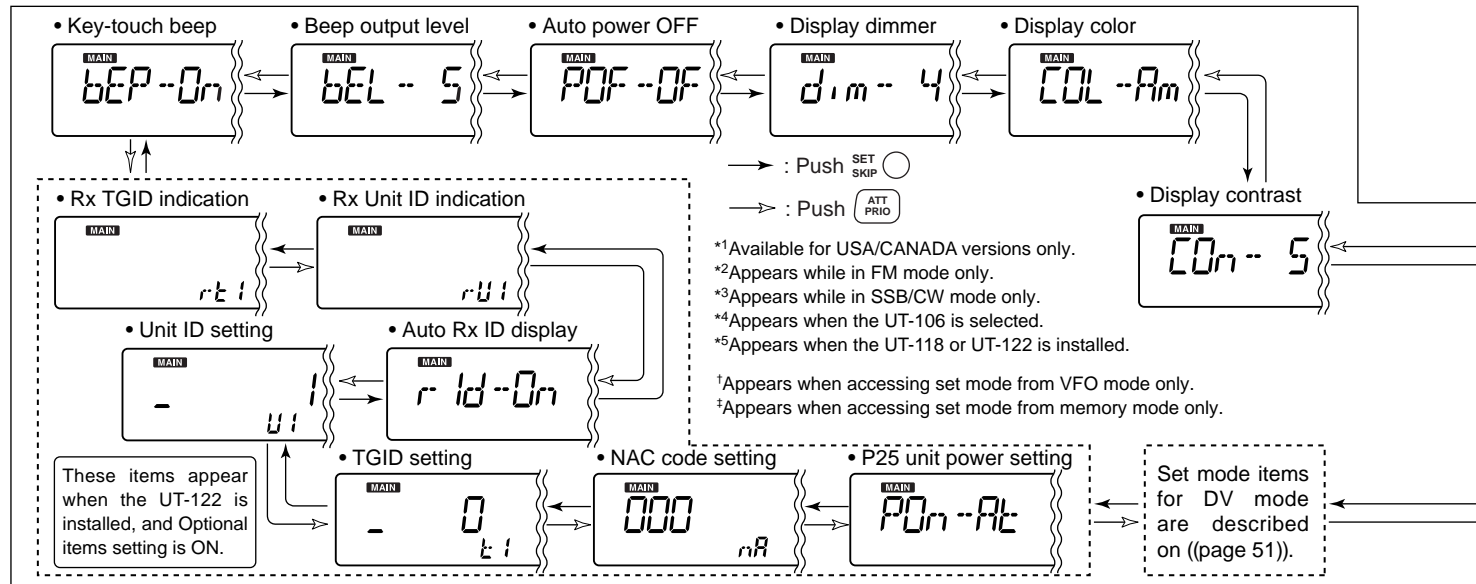 • Key-touch beep
MAIN
bEP-On
• Beep output level
MAIN
bEL- 5
• Auto power OFF
MAIN
POF-OF
• Display dimmer
MAIN
dim- 4
• Display color
MAIN
COL-Am
: Push SET SKIP
: Push ATT PRIO
• Display contrast
MAIN
COn- 5
• Rx TGID indication
MAIN
rt1
• Rx Unit ID indication
MAIN
rU1
*1Available for USA/CANADA versions only.
*2Appears while in FM mode only.
*3Appears while in SSB/CW mode only.
*4Appears when the UT-106 is selected.
*5Appears when the UT-118 or UT-122 is installed.
†Appears when accessing set mode from VFO mode only.
‡Appears when accessing set mode from memory mode only.
• Unit ID setting
MAIN
_ 1
U1
• Auto Rx ID display
MAIN
rId-On
These items appear
when the UT-122 is
installed, and Optional
items setting is ON.
• TGID setting
MAIN
_ 0
t1
• NAC code setting
MAIN
000
nA
• P25 unit power setting
MAIN
POn-At
Set mode items
for DV mode
are described
on ((page 51)).